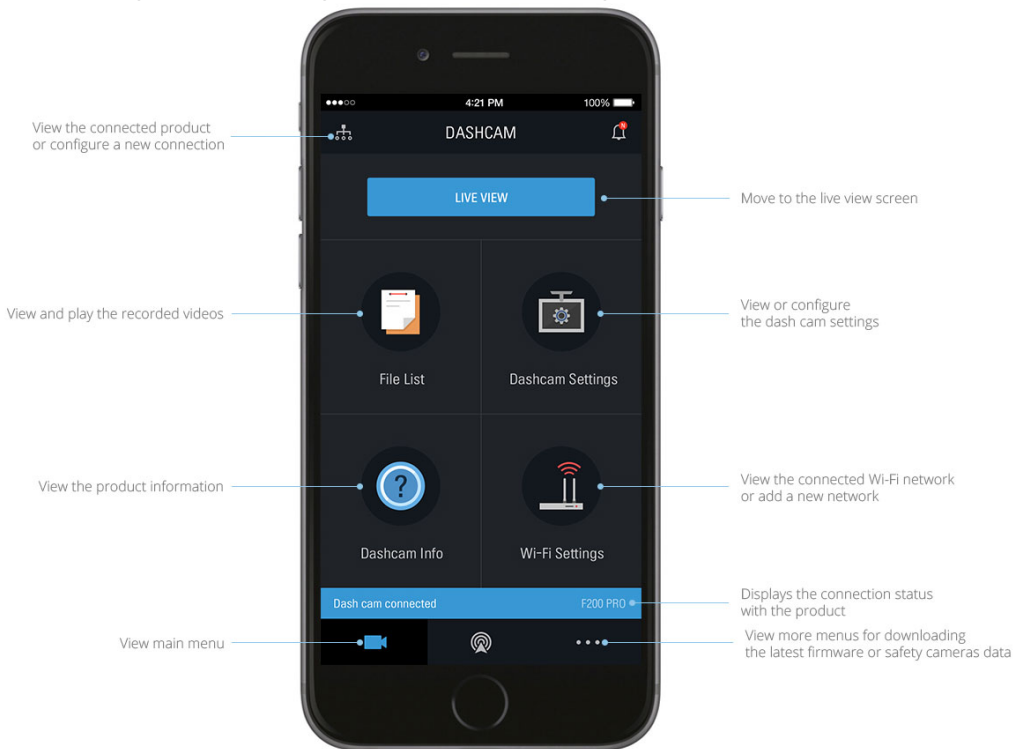 4:21 PM
100%
DASHCAM
N
View the connected product
or configure a new connection
LIVE VIEW
Move to the live view screen
View and play the recorded videos
View or configure
the dash cam settings
File List
Dashcam Settings
?
View the product information
View the connected Wi-Fi network
or add a new network
Dashcam Info
Wi-Fi Settings
Dash cam connected
F200 PRO
Displays the connection status
with the product
View main menu
View more menus for downloading
the latest firmware or safety cameras data